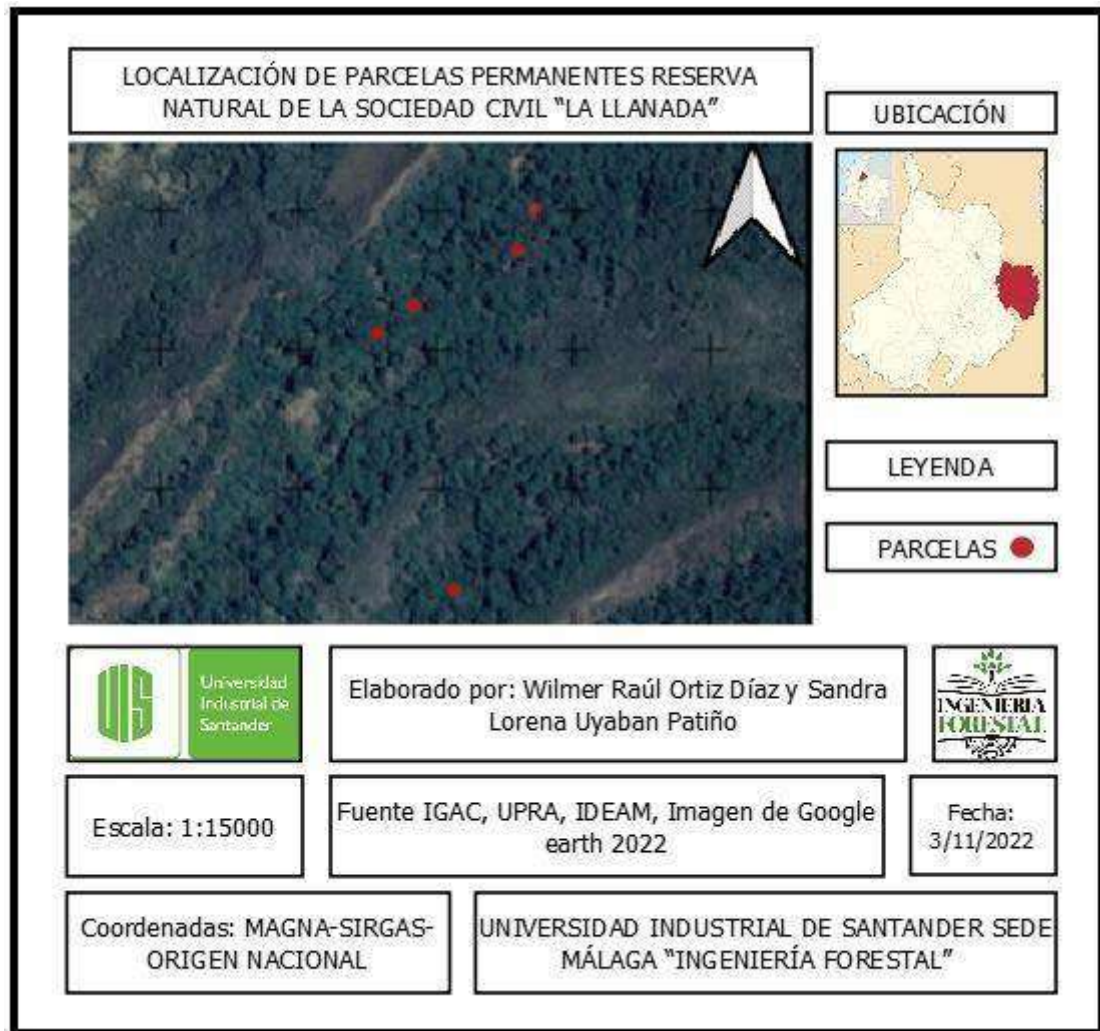 LOCALIZACIÓN DE PARCELAS PERMANENTES RESERVA
NATURAL DE LA SOCIEDAD CIVIL “LA LLANADA”
UBICACIÓN
LEYENDA
PARCELAS
UIS
Universidad
Industrial de
Santander
Elaborado por: Wilmer Raúl Ortiz Díaz y Sandra
Lorena Uyaban Patiño
INGENIERIA
FORESTAL
Escala: 1:15000
Fuente IGAC, UPRA, IDEAM, Imagen de Google
earth 2022
Fecha:
3/11/2022
Coordenadas: MAGNA-SIRGAS-
ORIGEN NACIONAL
UNIVERSIDAD INDUSTRIAL DE SANTANDER SEDE
MÁLAGA “INGENIERÍA FORESTAL”